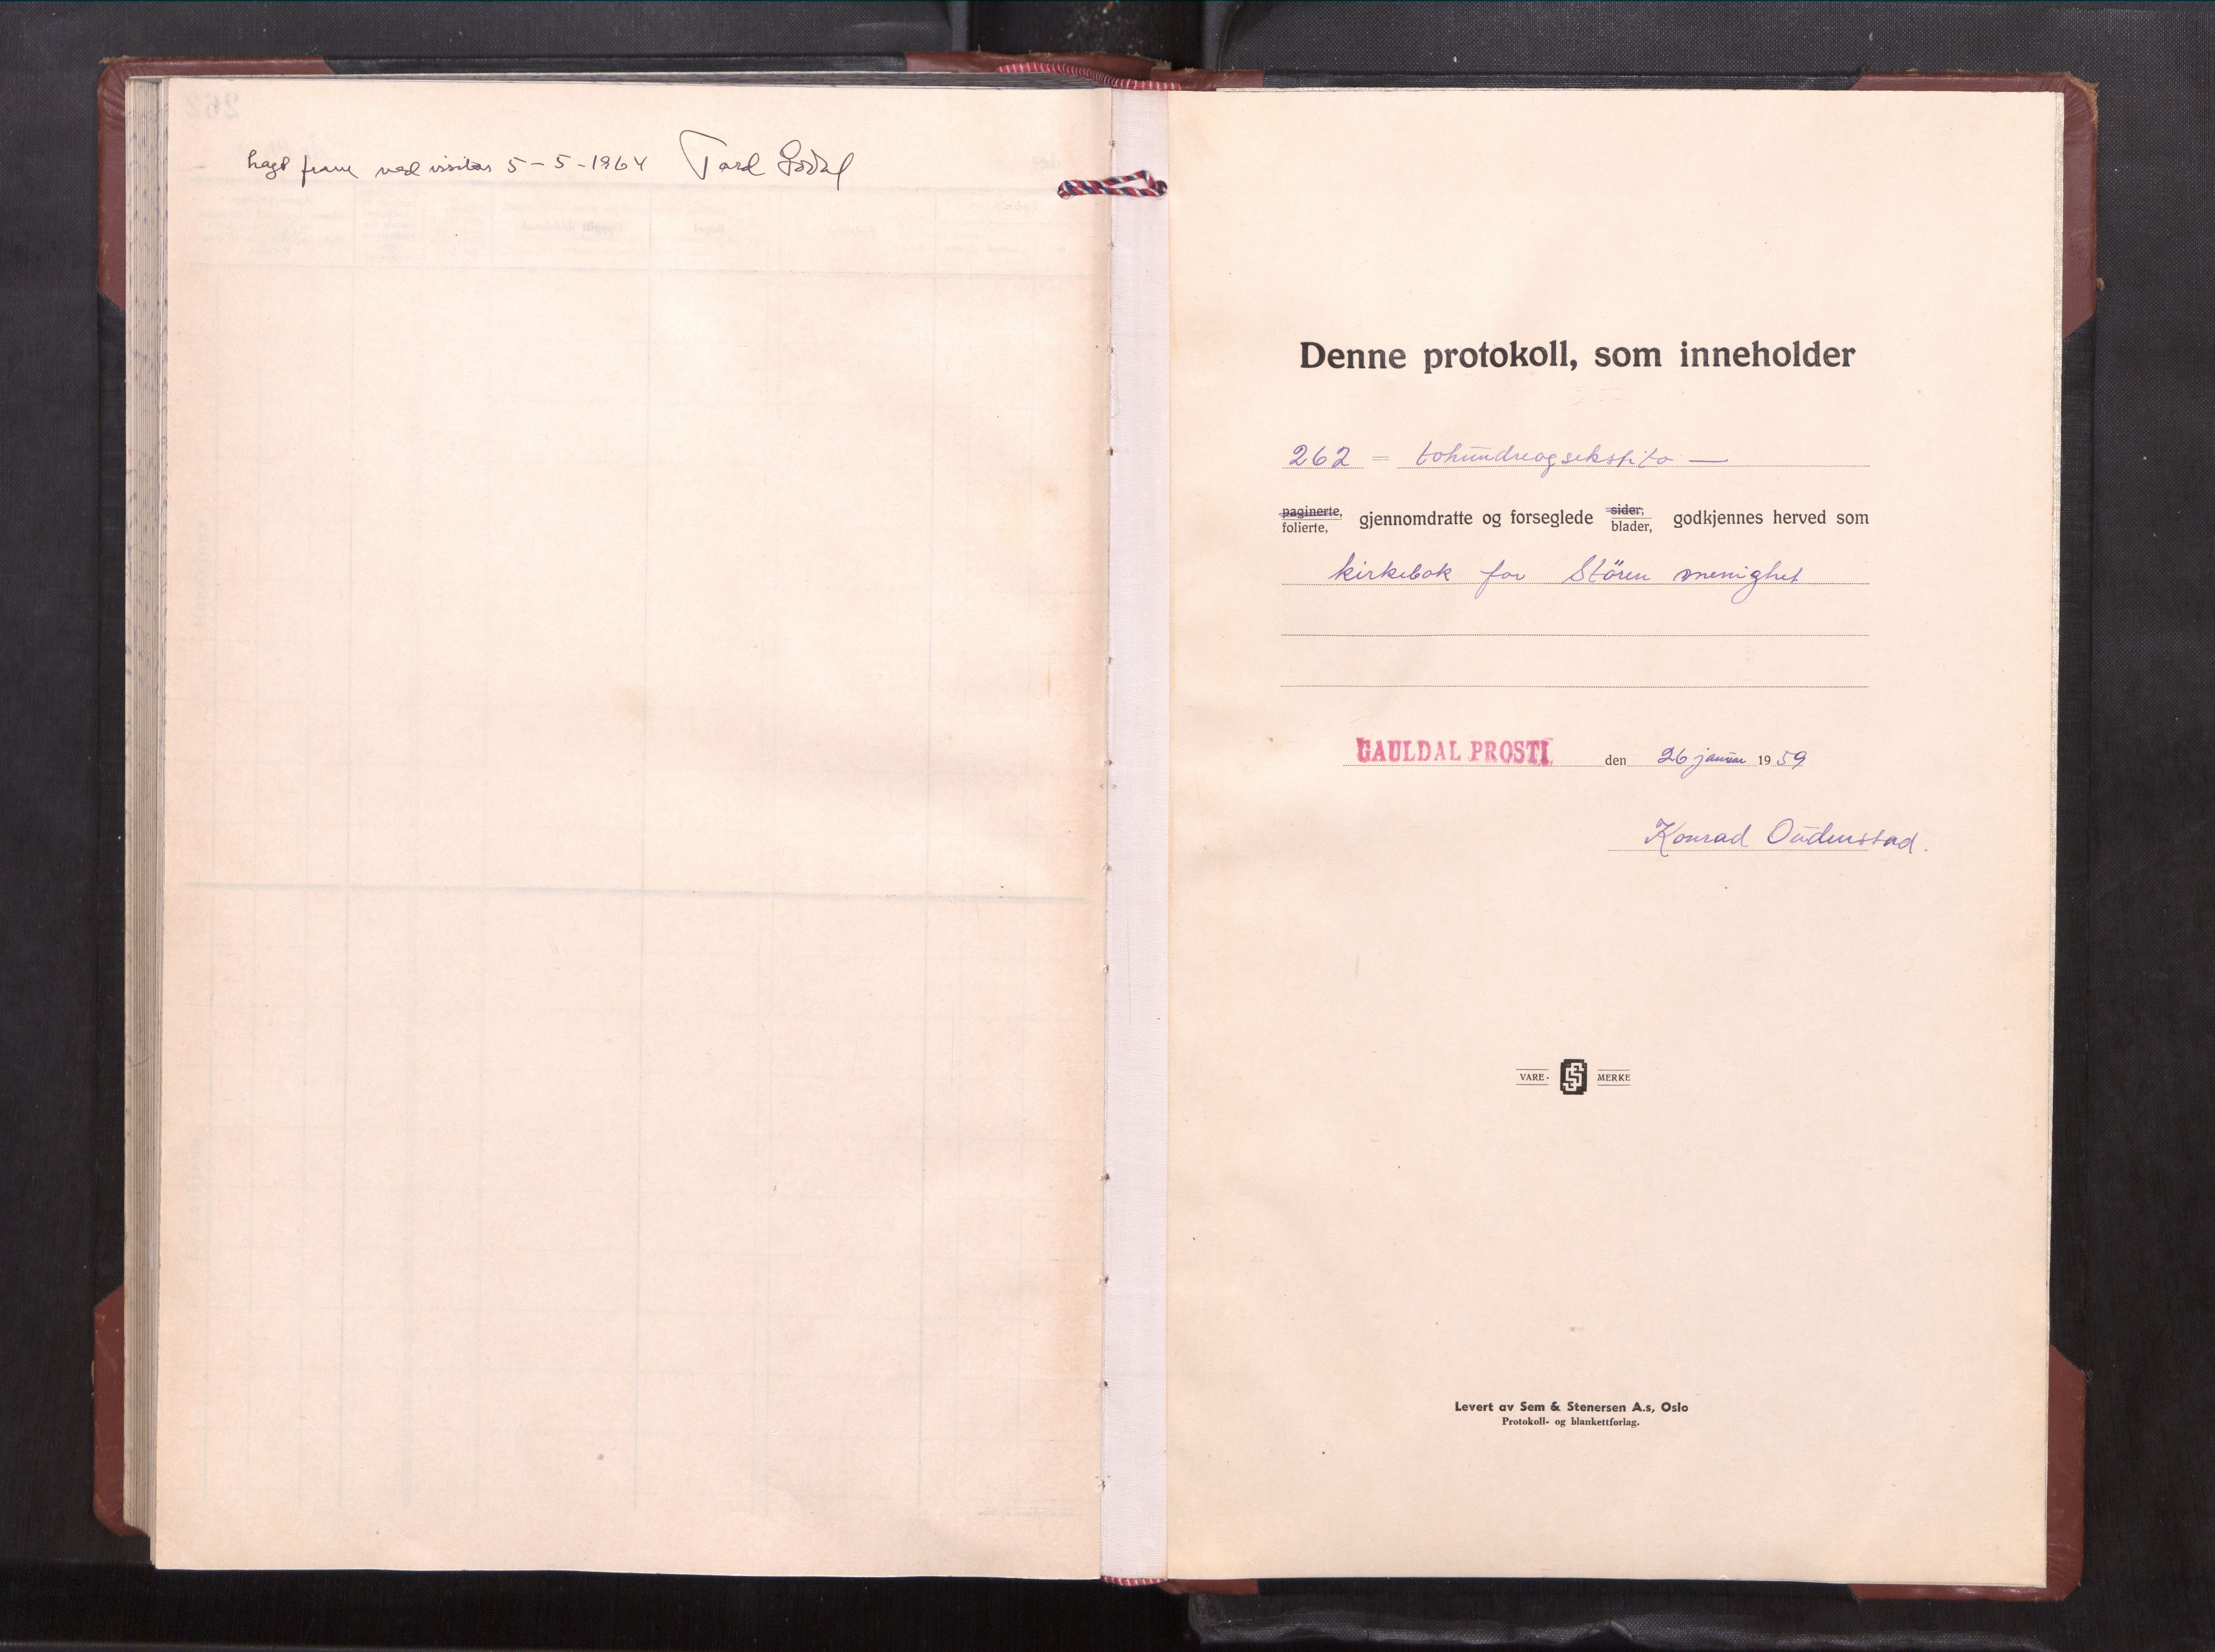 lagt fram ved visitas 5-5-1964 Tord Godal
Denne protokoll, som inneholder
262 = tohundreogsekstito —
paginerte,
folierte, gjennomdratte og forseglede sider,
blader, godkjennes herved som
kirkebok for Stören menighet
GAULDAL PROSTI den 26 januar 1959
Konrad Oudenstad.
VARE- SS MERKE
Levert av Sem & Stenersen A.s, Oslo
Protokoll- og blankettforlag.